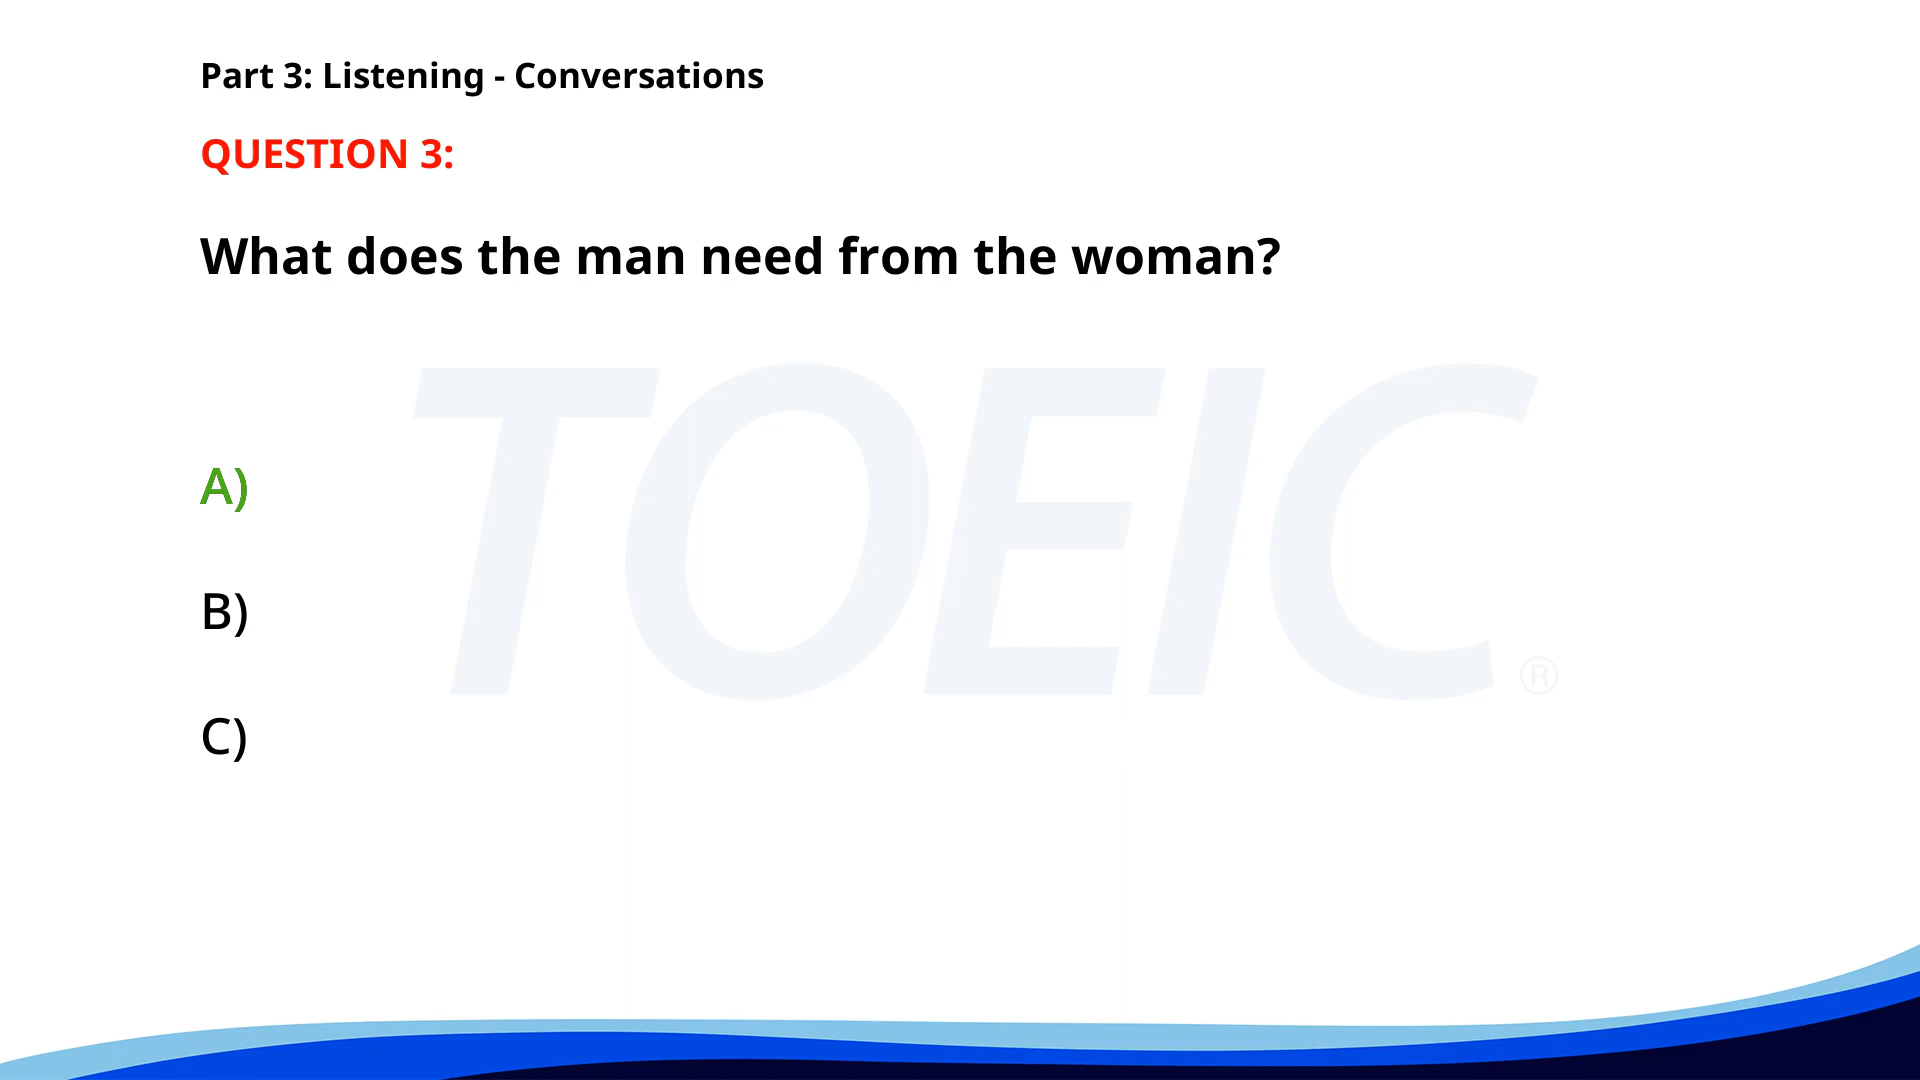 Part 3: Listening - Conversations
QUESTION 3:
What does the man need from the woman?
TOEIC®
A)
B)
C)